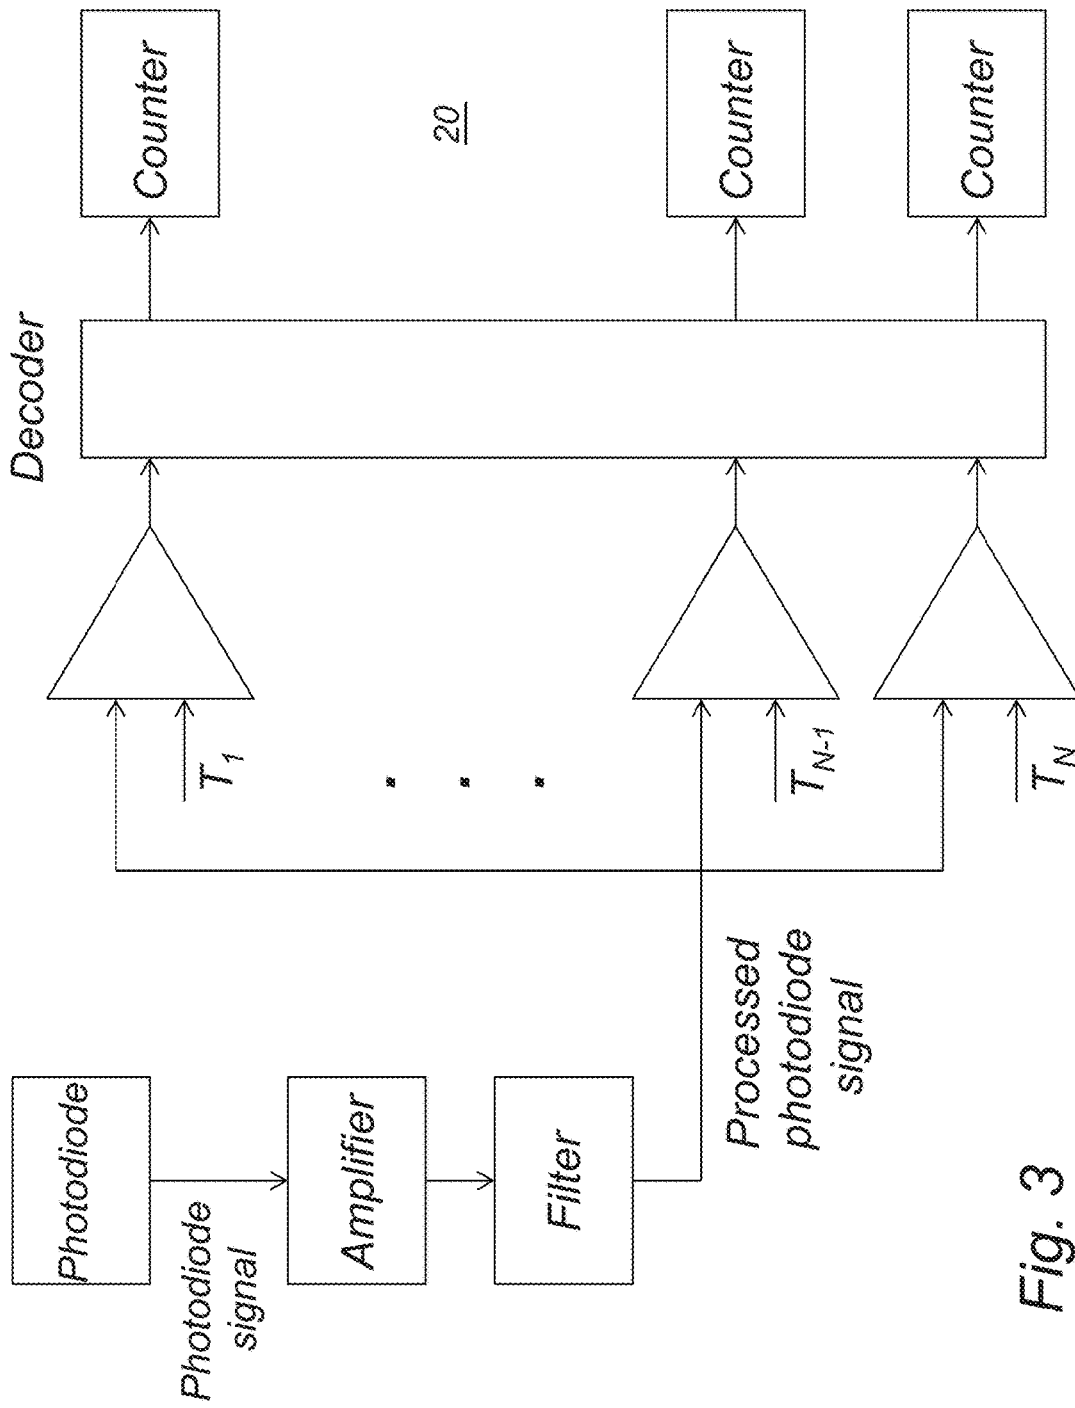 Photodiode
Photodiode
signal
Amplifier
Filter
Processed
photodiode
signal
T1
TN-1
TN
Decoder
Counter
Counter
Counter
20
Fig. 3